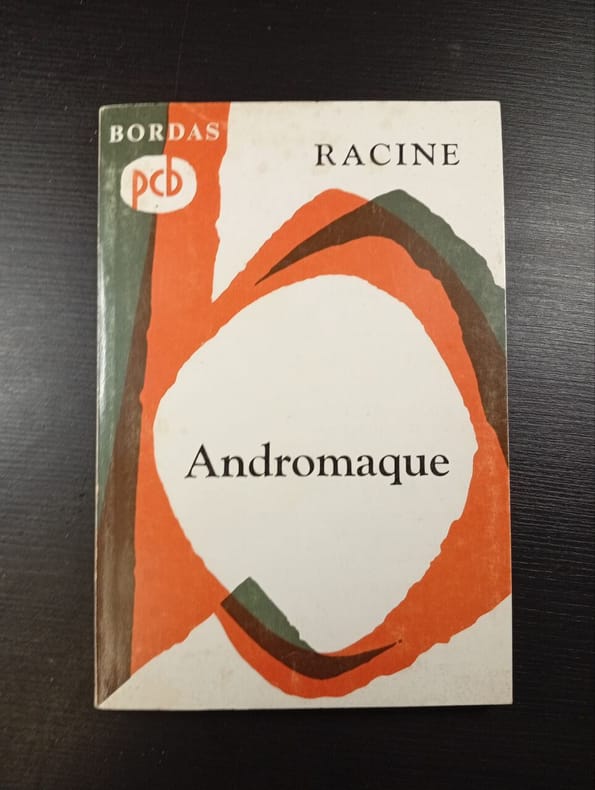 BORDAS
pcb
RACINE
Andromaque